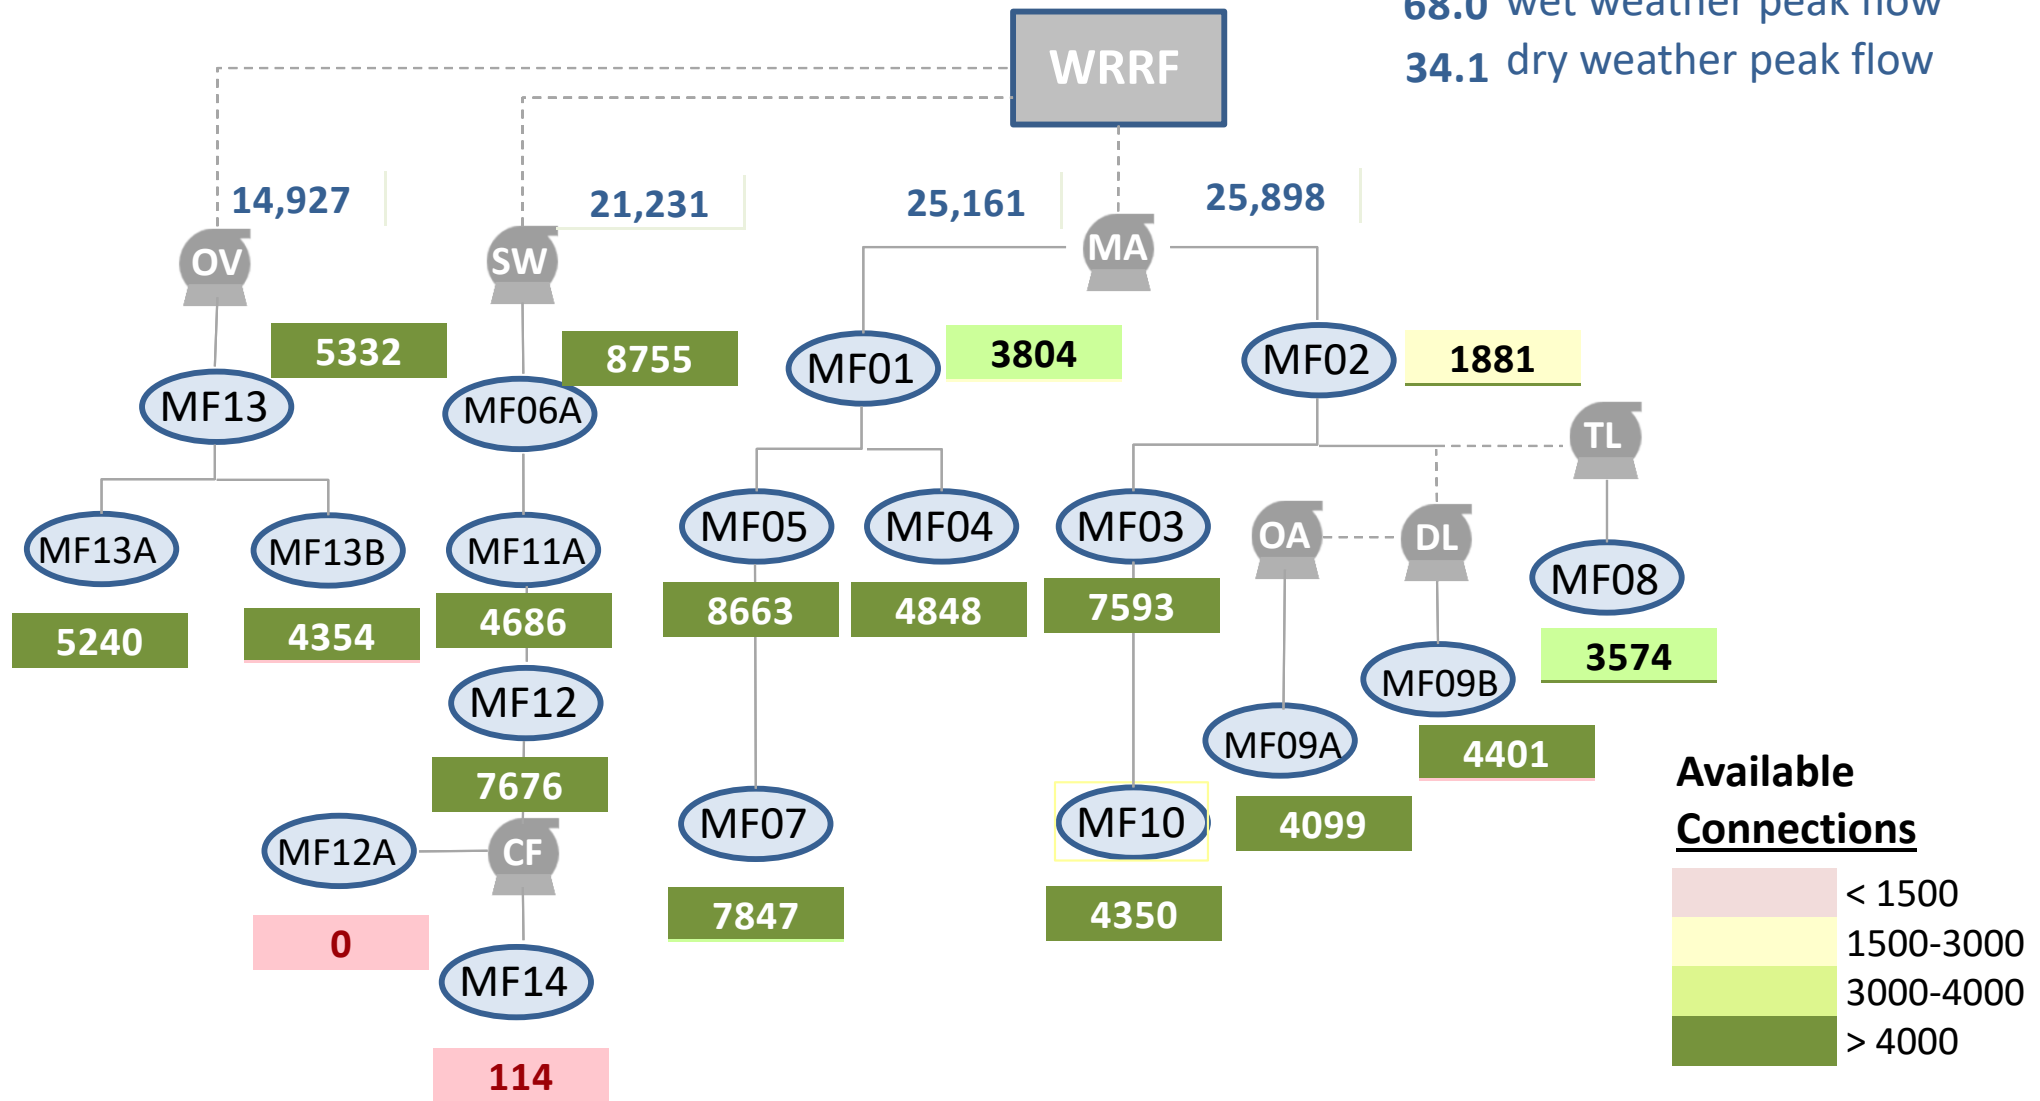 68.0 wet weather peak flow
WRRF
34.1 dry weather peak flow
14,927
21,231
25,161
25,898
OV
SW
MA
5332
8755
3804
1881
MF13
MF06A
MF01
MF02
TL
MF13A
MF13B
MF11A
MF05
MF04
MF03
OA
DL
MF08
5240
4354
4686
8663
4848
7593
3574
MF12
MF09A
MF09B
4401
7676
MF12A
CF
MF07
MF10
4099
0
7847
4350
MF14
114
Available
Connections
< 1500
1500-3000
3000-4000
> 4000